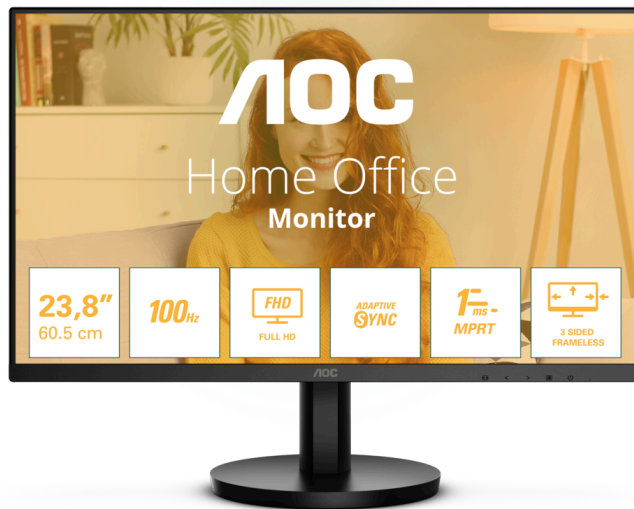 AOC
Home Office
Monitor
23,8"
60.5 cm
100Hz
FHD
FULL HD
ADAPTIVE
SYNC
1ms
MPRT
3 SIDED
FRAMELESS
AOC